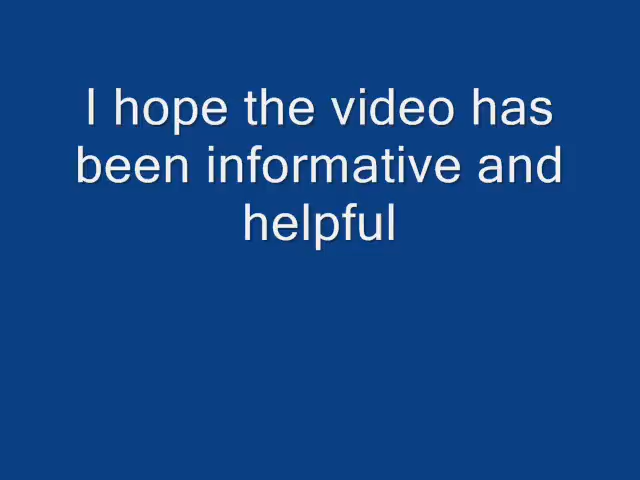 I hope the video has
been informative and
helpful